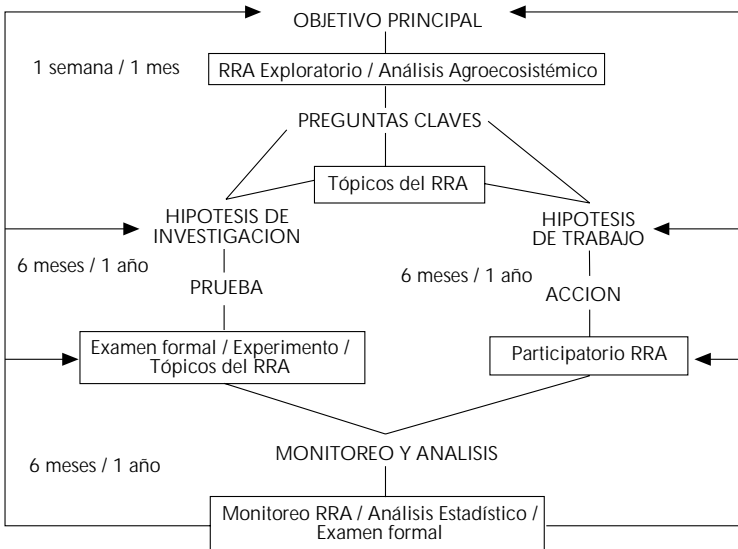 OBJETIVO PRINCIPAL
1 semana / 1 mes
RRA Exploratorio / Análisis Agroecosistémico
PREGUNTAS CLAVES
Tópicos del RRA
HIPOTESIS DE
INVESTIGACION
HIPOTESIS
DE TRABAJO
6 meses / 1 año
6 meses / 1 año
PRUEBA
ACCION
Examen formal / Experimento /
Tópicos del RRA
Participatorio RRA
MONITOREO Y ANALISIS
6 meses / 1 año
Monitoreo RRA / Análisis Estadístico /
Examen formal